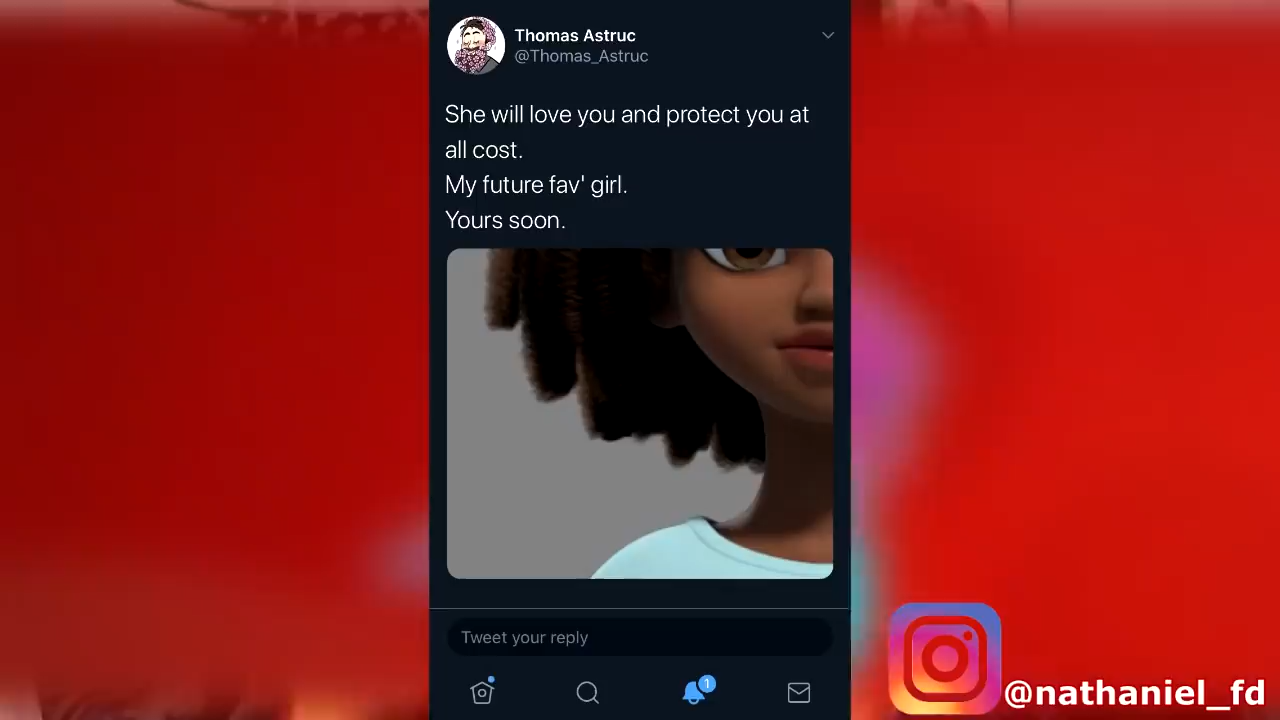 Thomas Astruc
@Thomas_Astruc
She will love you and protect you at
all cost.
My future fav' girl.
Yours soon.
Tweet your reply
1
@nathaniel_fd